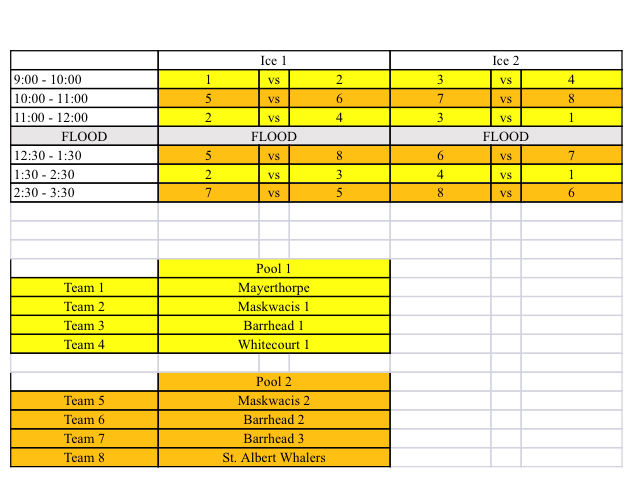 Ice 1 Ice 2
9:00 - 10:00 1 vs 2 3 vs 4
10:00 - 11:00 5 vs 6 7 vs 8
11:00 - 12:00 2 vs 4 3 vs 1
FLOOD FLOOD FLOOD
12:30 - 1:30 5 vs 8 6 vs 7
1:30 - 2:30 2 vs 3 4 vs 1
2:30 - 3:30 7 vs 5 8 vs 6
Pool 1
Team 1 Mayerthorpe
Team 2 Maskwacis 1
Team 3 Barrhead 1
Team 4 Whitecourt 1
Pool 2
Team 5 Maskwacis 2
Team 6 Barrhead 2
Team 7 Barrhead 3
Team 8 St. Albert Whalers